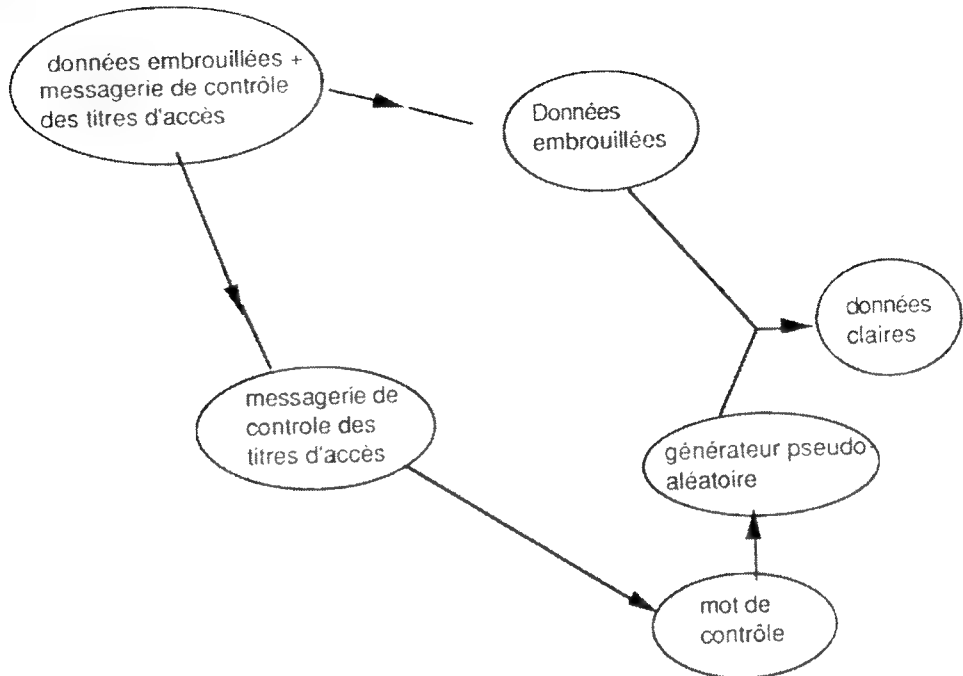 données embrouillées +
messagerie de contrôle
des titres d'accès
Données
embrouillées
données
claires
messagerie de
controle des
titres d'accès
générateur pseudo-
aléatoire
mot de
contrôle